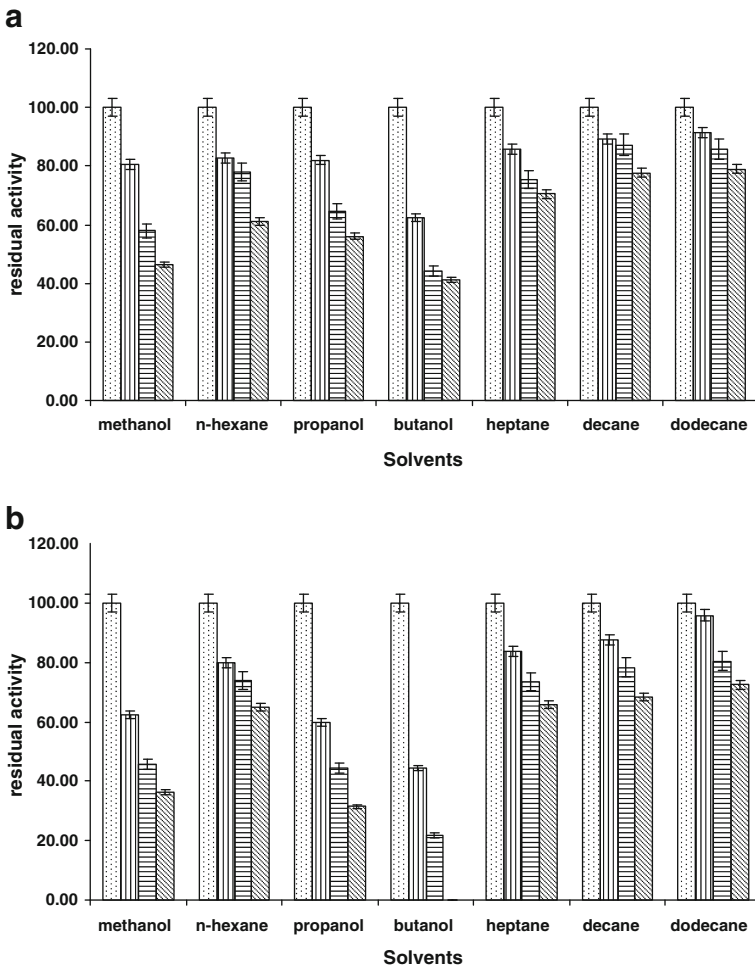 a
120.00
100.00
80.00
60.00
40.00
20.00
0.00
residual activity
methanol n-hexane propanol butanol heptane decane dodecane
Solvents
b
120.00
100.00
80.00
60.00
40.00
20.00
0.00
residual activity
methanol n-hexane propanol butanol heptane decane dodecane
Solvents